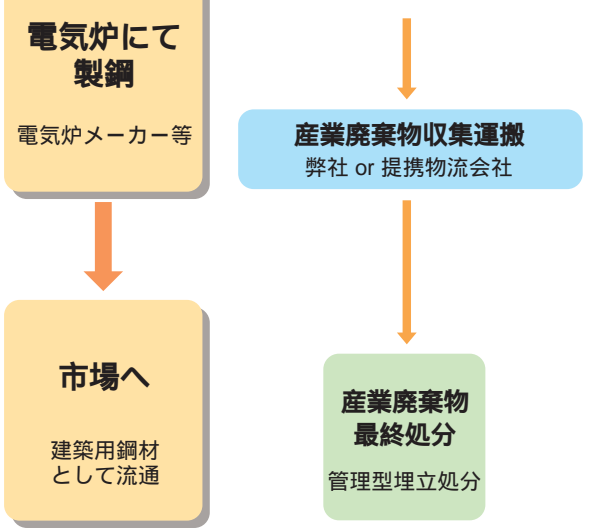 電気炉にて
製鋼
電気炉メーカー等
市場へ
建築用鋼材
として流通
産業廃棄物収集運搬
弊社 or 提携物流会社
産業廃棄物
最終処分
管理型埋立処分